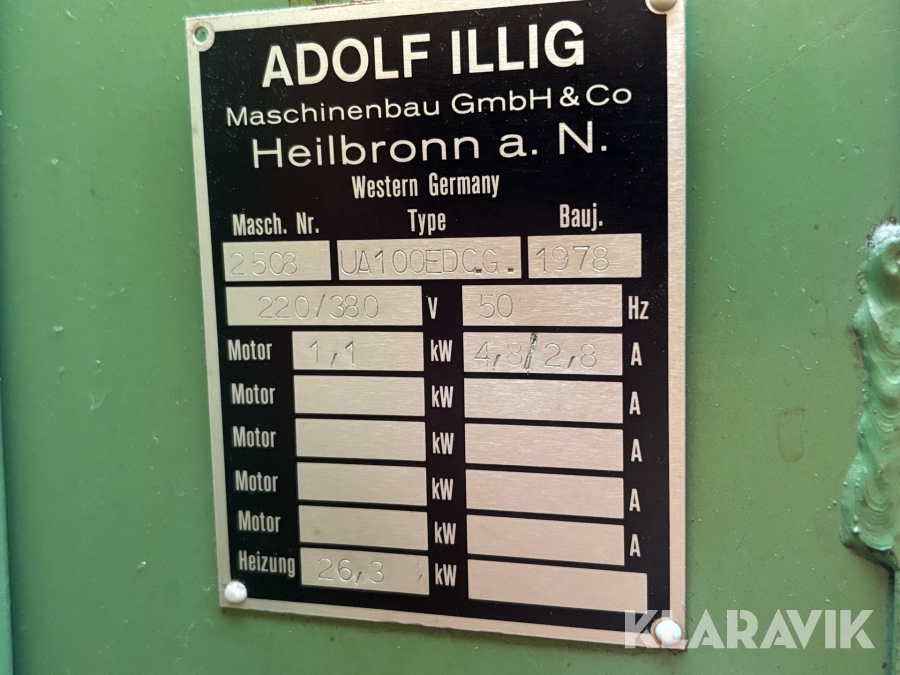 ADOLF ILLIG
Maschinenbau GmbH & Co
Heilbronn a. N.
Western Germany
Masch. Nr. Type Bauj.
2508 UA100EDC.G. 1978
220/380 V 50 Hz
Motor 1,1 kW 4,8/2,8 A
Motor kW A
Motor kW A
Motor kW A
Motor kW A
Heizung 26,3 kW
KLARAVIK